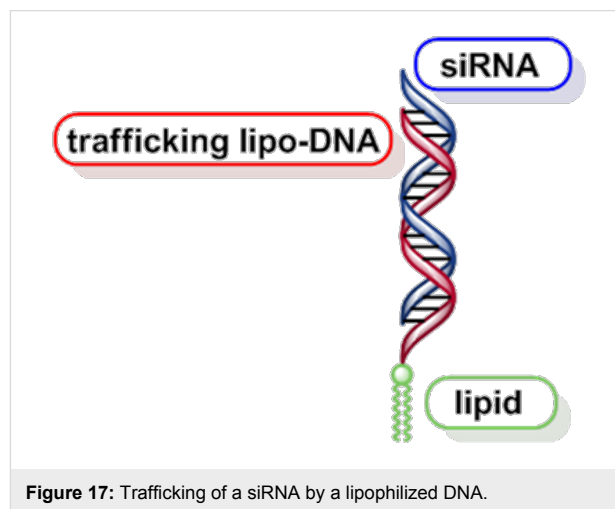 siRNA
trafficking lipo-DNA
lipid
Figure 17: Trafficking of a siRNA by a lipophilized DNA.